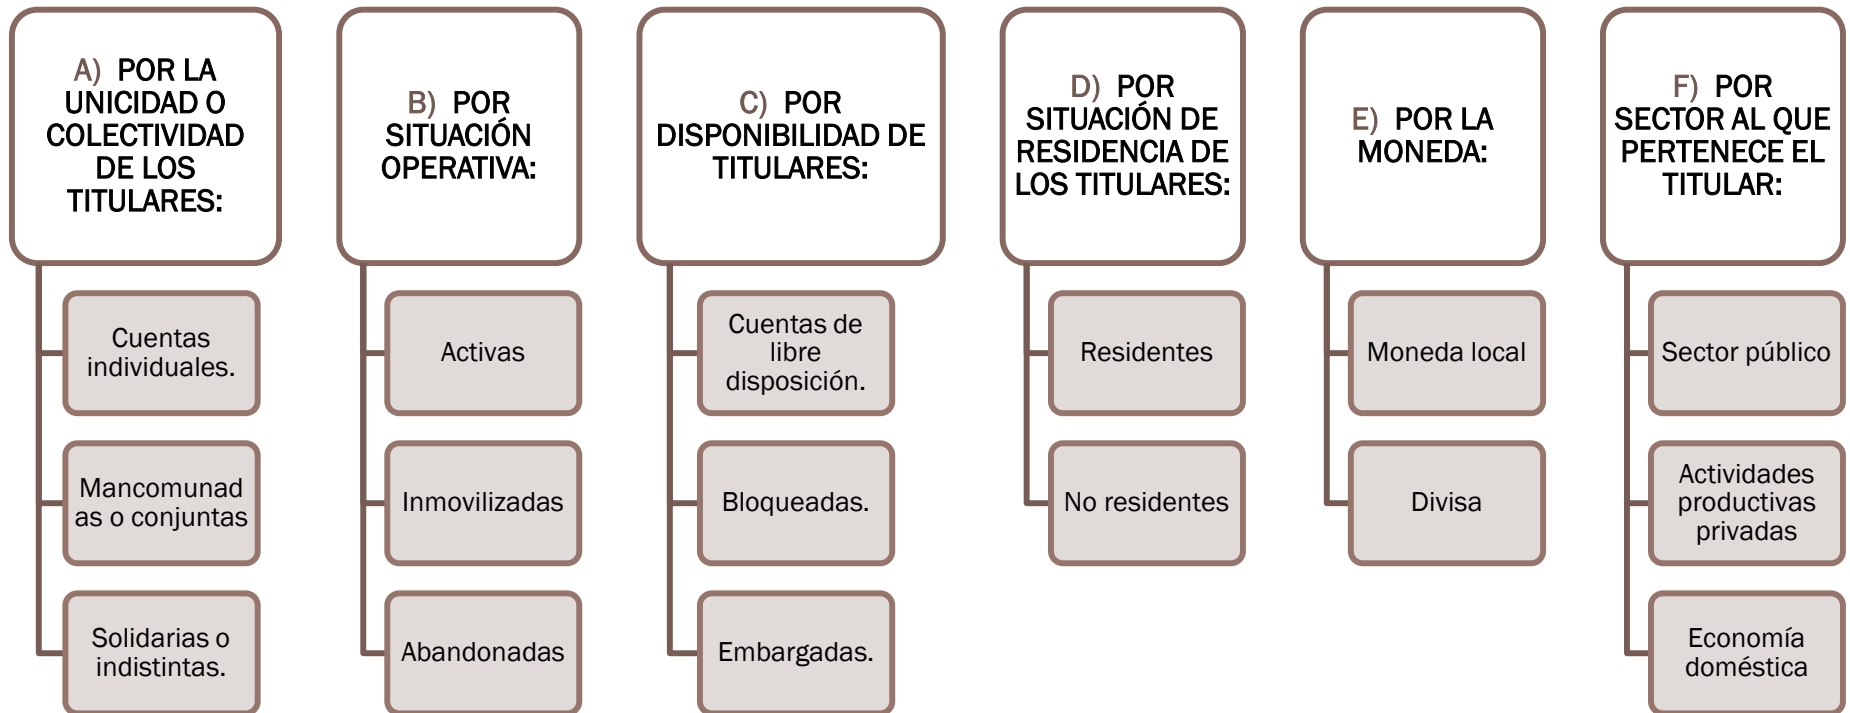 A) POR LA
UNICIDAD O
COLECTIVIDAD
DE LOS
TITULARES:
Cuentas
individuales.
Mancomunad
as o conjuntas
Solidarias o
indistintas.
B) POR
SITUACIÓN
OPERATIVA:
Activas
Inmovilizadas
Abandonadas
C) POR
DISPONIBILIDAD DE
TITULARES:
Cuentas de
libre
disposición.
Bloqueadas.
Embargadas.
D) POR
SITUACIÓN DE
RESIDENCIA DE
LOS TITULARES:
Residentes
No residentes
E) POR LA
MONEDA:
Moneda local
Divisa
F) POR
SECTOR AL QUE
PERTENECE EL
TITULAR:
Sector público
Actividades
productivas
privadas
Economía
doméstica